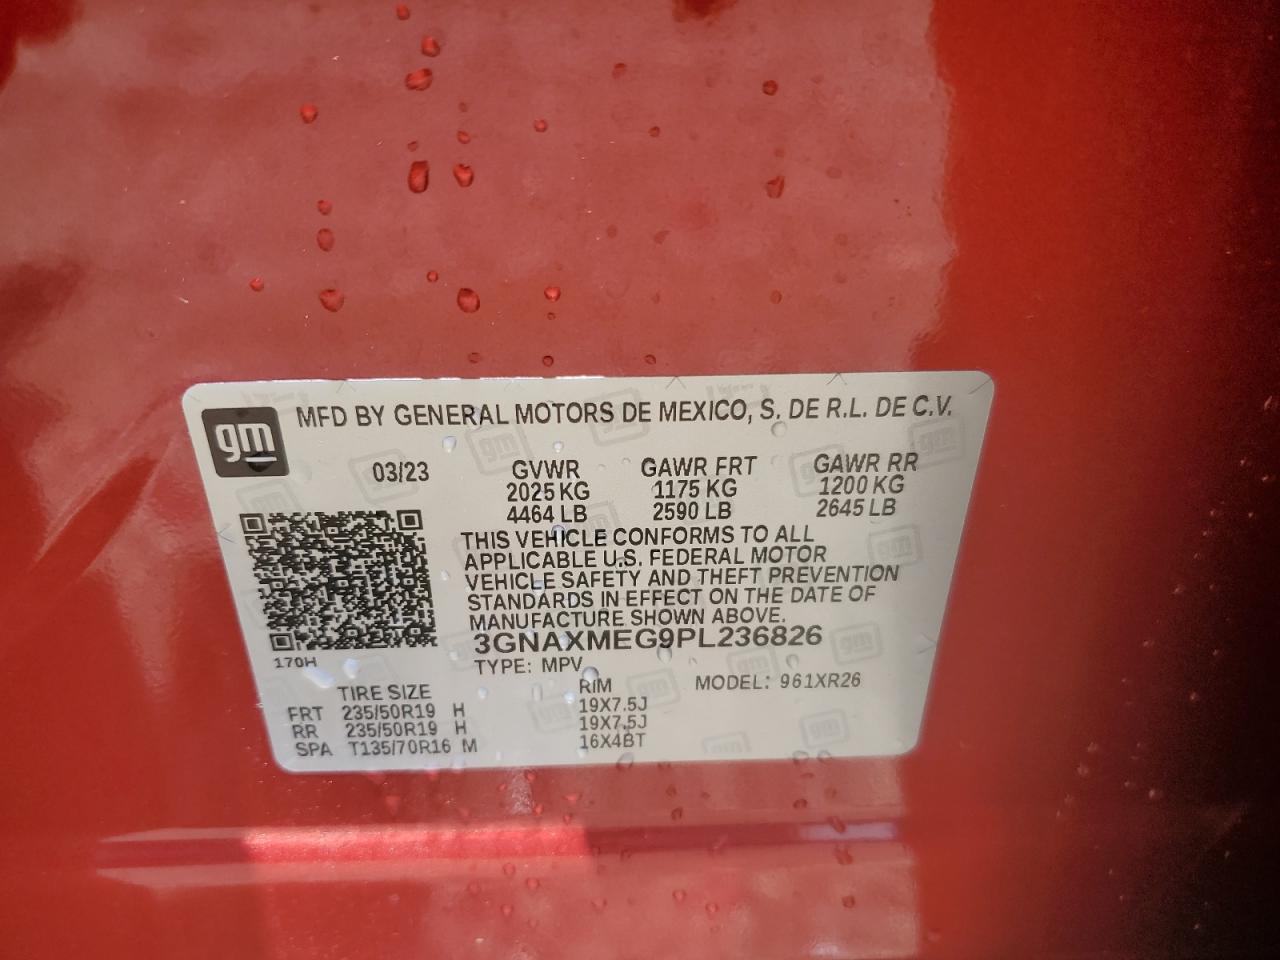 gm
MFD BY GENERAL MOTORS DE MEXICO, S. DE R.L. DE C.V.
03/23 GVWR GAWR FRT GAWR RR
2025 KG 1175 KG 1200 KG
4464 LB 2590 LB 2645 LB
THIS VEHICLE CONFORMS TO ALL
APPLICABLE U.S. FEDERAL MOTOR
VEHICLE SAFETY AND THEFT PREVENTION
STANDARDS IN EFFECT ON THE DATE OF
MANUFACTURE SHOWN ABOVE.
3GNAXMEG9PL236826
170H
TYPE: MPV
TIRE SIZE RIM MODEL: 961XR26
FRT 235/50R19 H 19X7.5J
RR 235/50R19 H 19X7.5J
SPA T135/70R16 M 16X4BT